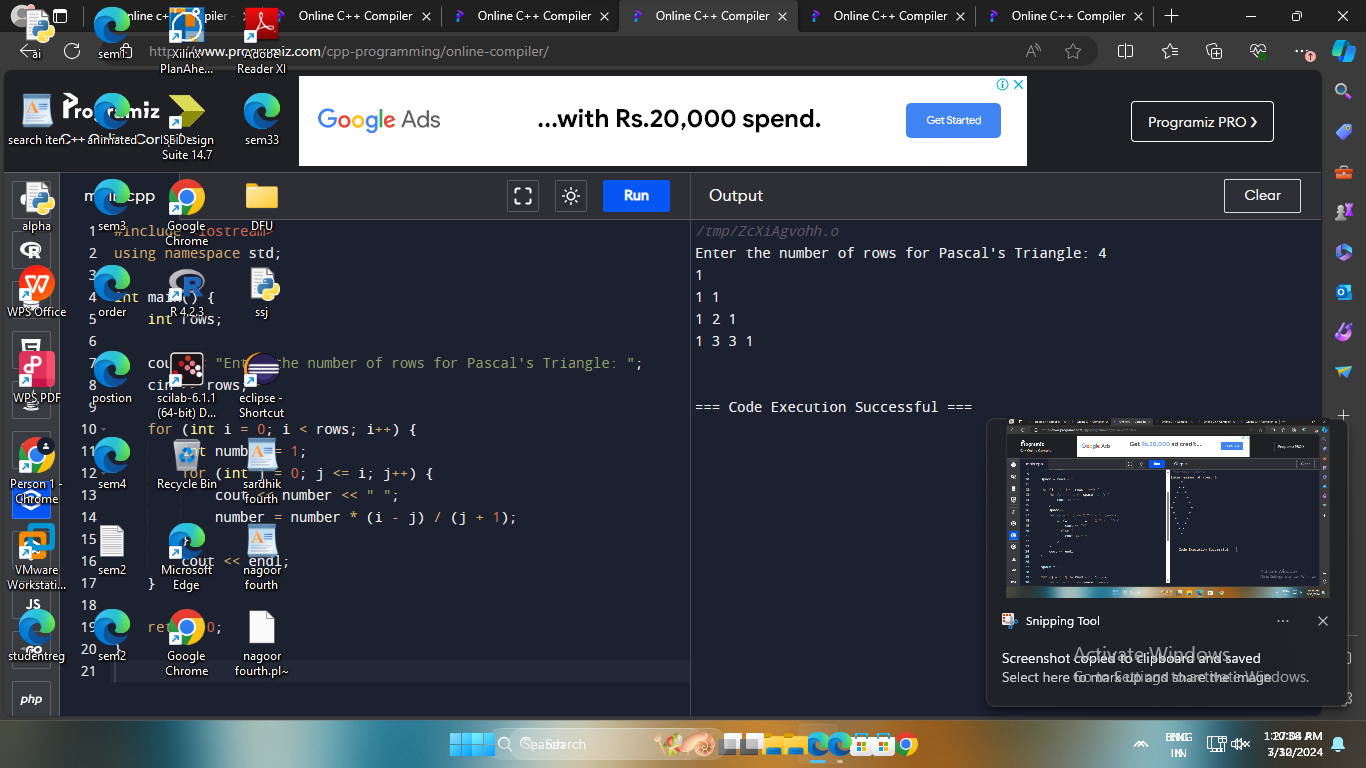 Online C++ Compiler
Online C++ Compiler
Online C++ Compiler
Online C++ Compiler
Online C++ Compiler
Online C++ Compiler
www.programiz.com/cpp-programming/online-compiler/
ai
sem1
Xilinx PlanAhe...
Adobe Reader XI
search item
animated
ISE Design Suite 14.7
sem33
Programiz
C++ Online Compiler
Google Ads
...with Rs.20,000 spend.
Get Started
Programiz PRO ❯
main.cpp
Run
Output
Clear
alpha
sem3
Google Chrome
DFU
WPS Office
order
R 4.2.3
ssj
WPS PDF
postion
scilab-6.1.1 (64-bit) D...
eclipse - Shortcut
Person 1 - Chrome
sem4
Recycle Bin
sardhik fourth
VMware Workstati...
sem2
Microsoft Edge
nagoor fourth
studentreg
sem2
Google Chrome
nagoor fourth.pl~
JS
GO
php
1 #include <iostream>
2 using namespace std;
3
4 int main() {
5 int rows;
6
7 cout << "Enter the number of rows for Pascal's Triangle: ";
8 cin >> rows;
9
10 for (int i = 0; i < rows; i++) {
11 int number = 1;
12 for (int j = 0; j <= i; j++) {
13 cout << number << " ";
14 number = number * (i - j) / (j + 1);
15 }
16 cout << endl;
17 }
18
19 return 0;
20 }
21
/tmp/ZcXiAgvohh.o
Enter the number of rows for Pascal's Triangle: 4
1
1 1
1 2 1
1 3 3 1
=== Code Execution Successful ===
Snipping Tool
Screenshot copied to clipboard and saved
Select here to mark up and share the image
Activate Windows
Go to Settings to activate Windows.
Search
ENG
IN